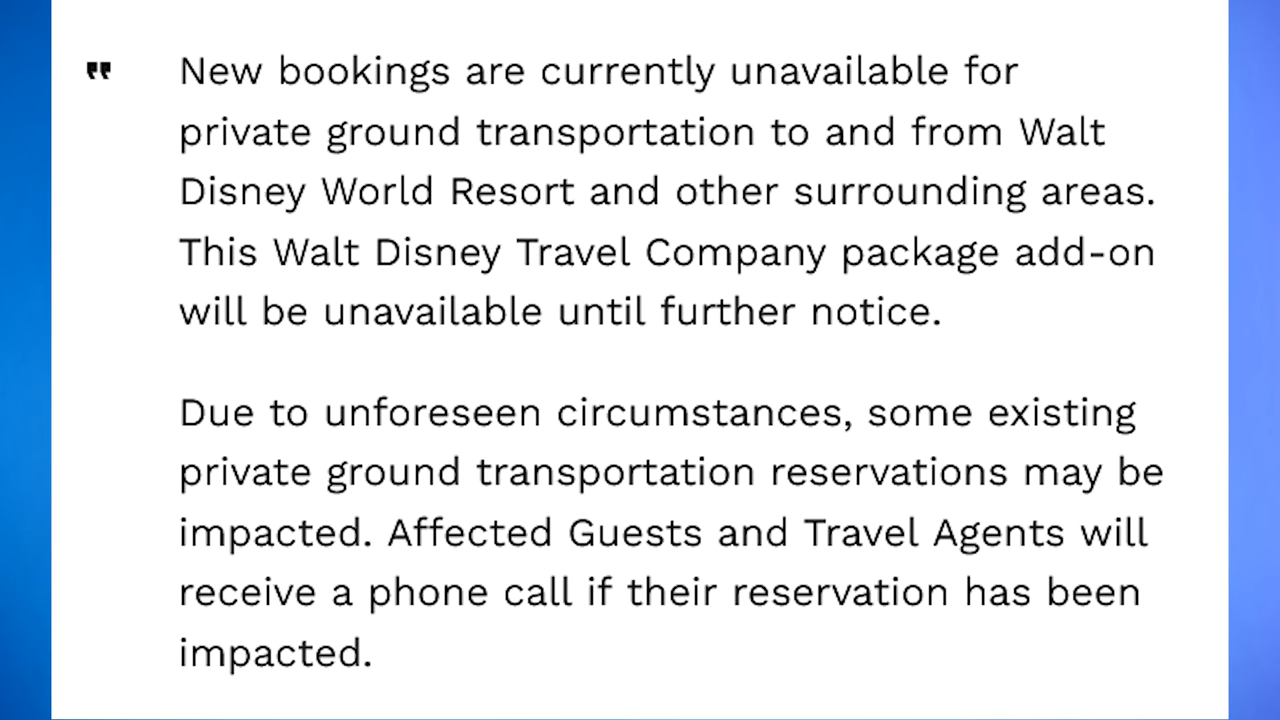 " New bookings are currently unavailable for
private ground transportation to and from Walt
Disney World Resort and other surrounding areas.
This Walt Disney Travel Company package add-on
will be unavailable until further notice.
Due to unforeseen circumstances, some existing
private ground transportation reservations may be
impacted. Affected Guests and Travel Agents will
receive a phone call if their reservation has been
impacted.